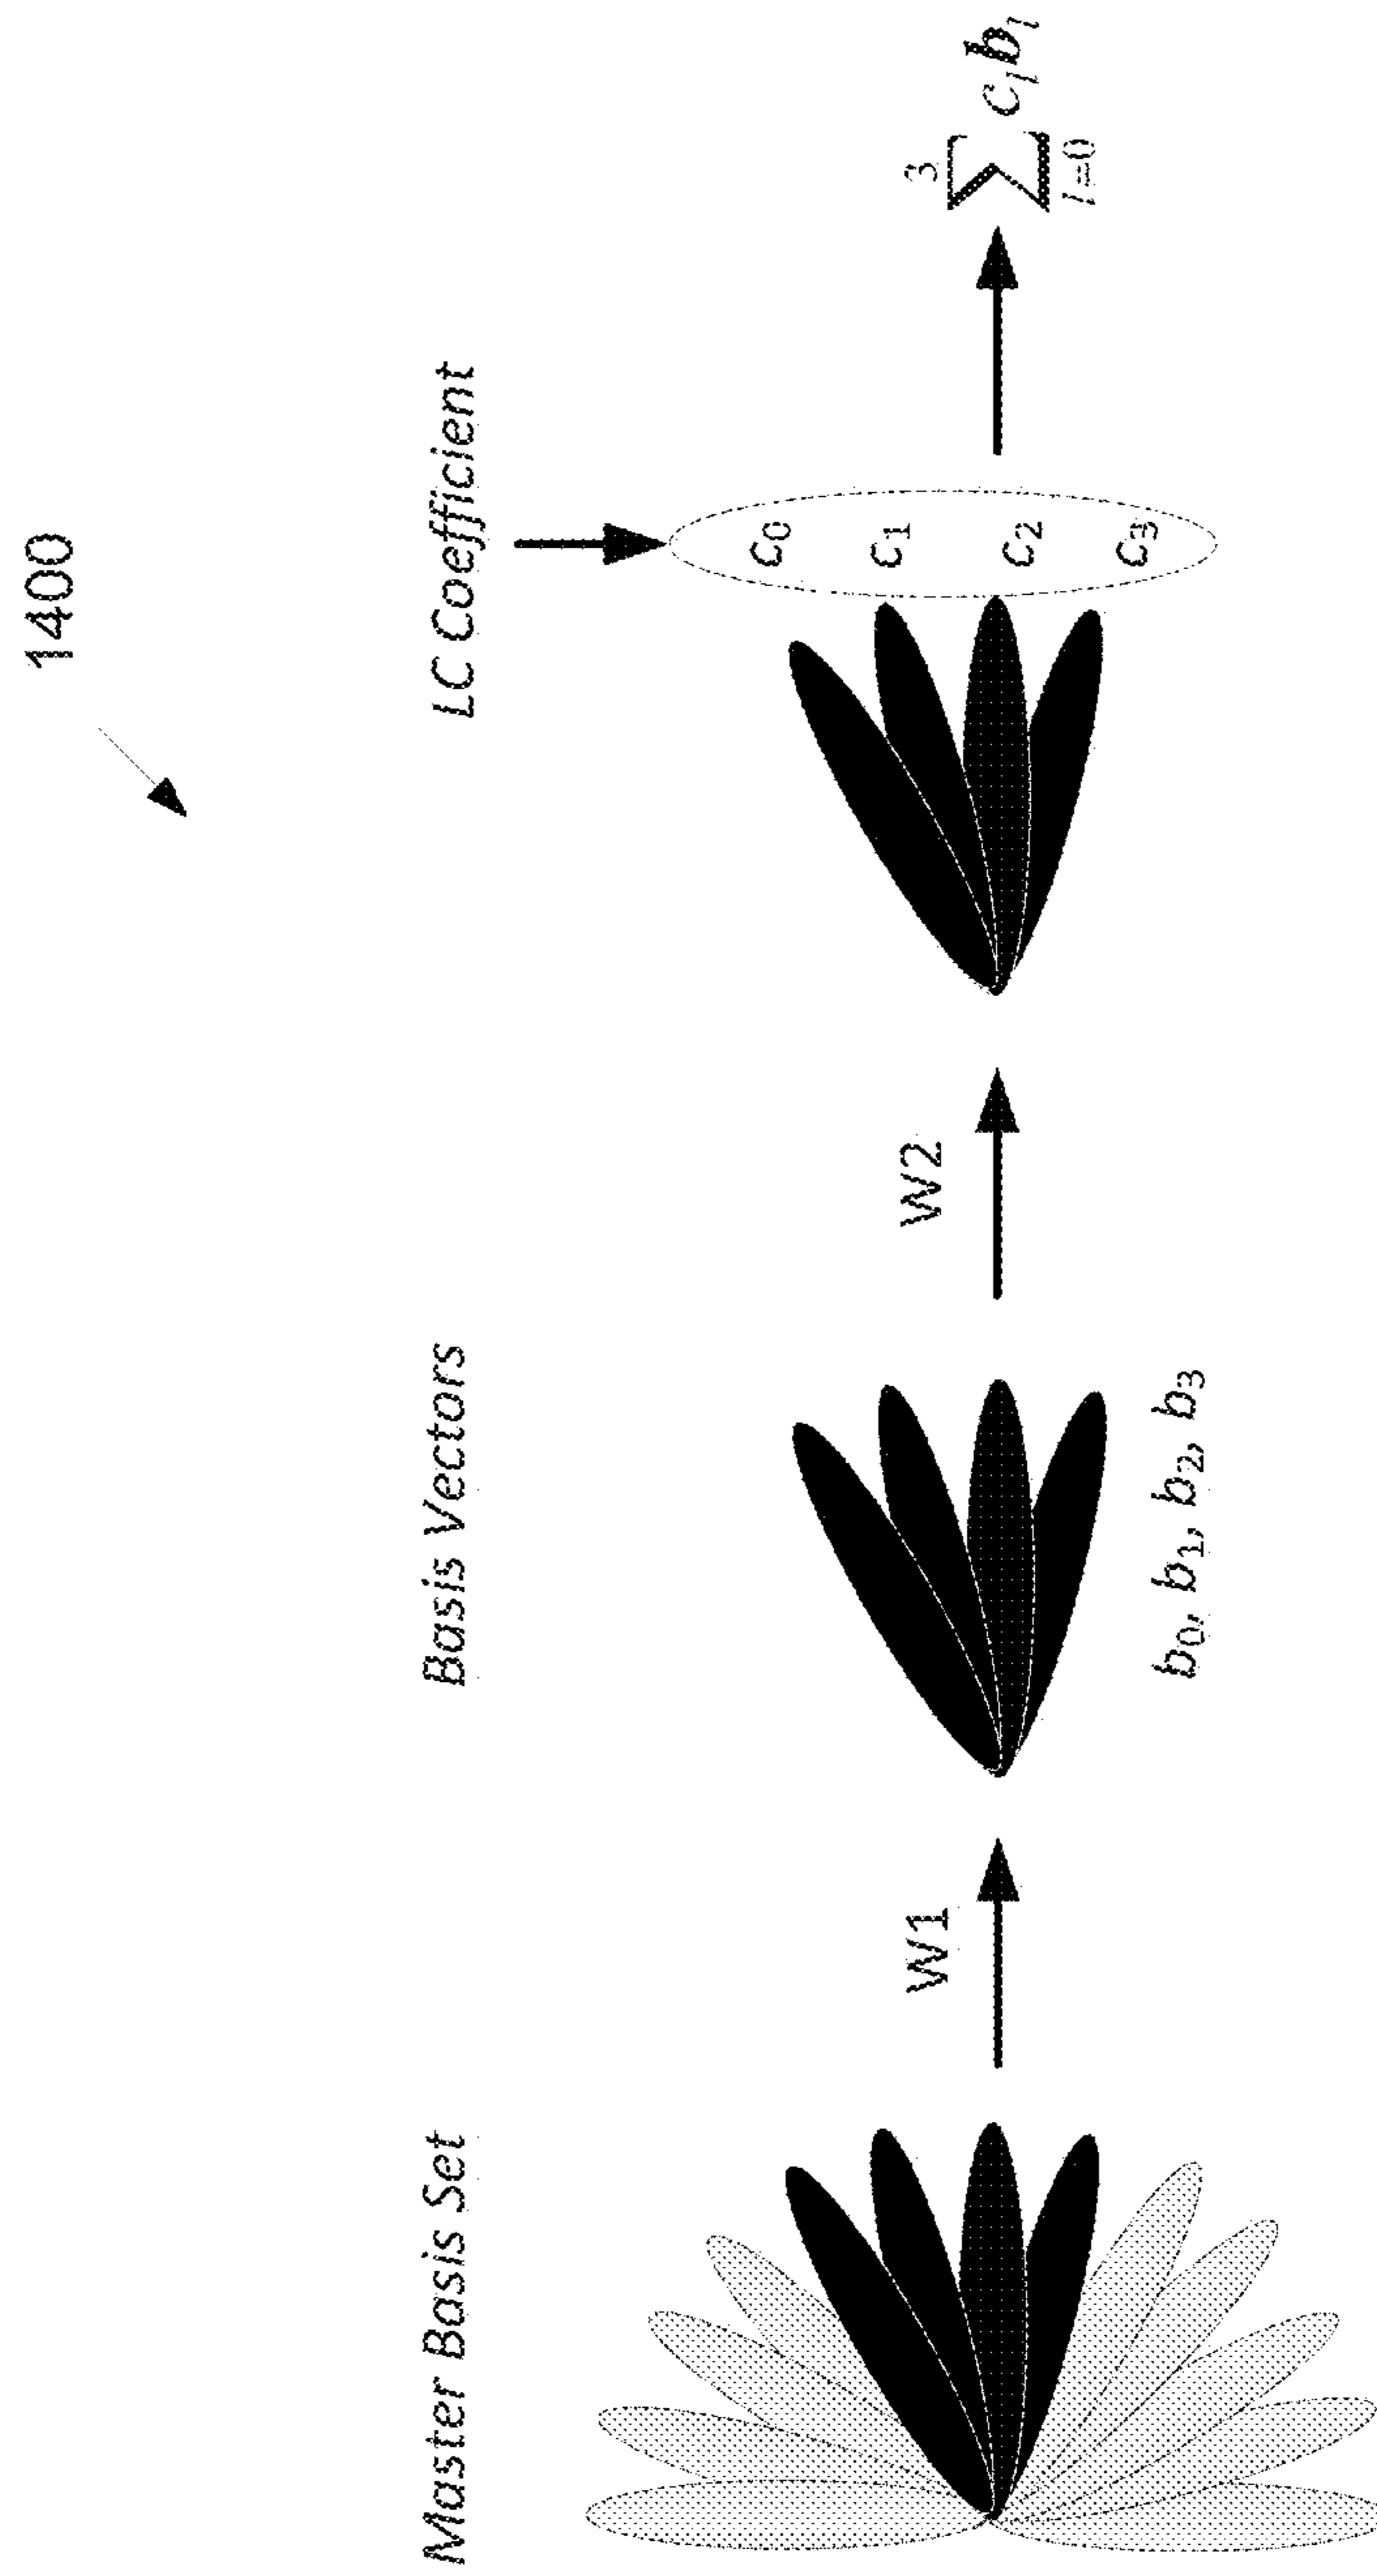 1400
Master Basis Set
Basis Vectors
LC Coefficient
W1
W2
b₀, b₁, b₂, b₃
c₀
c₁
c₂
c₃
3
∑ cₗbₗ
l=0